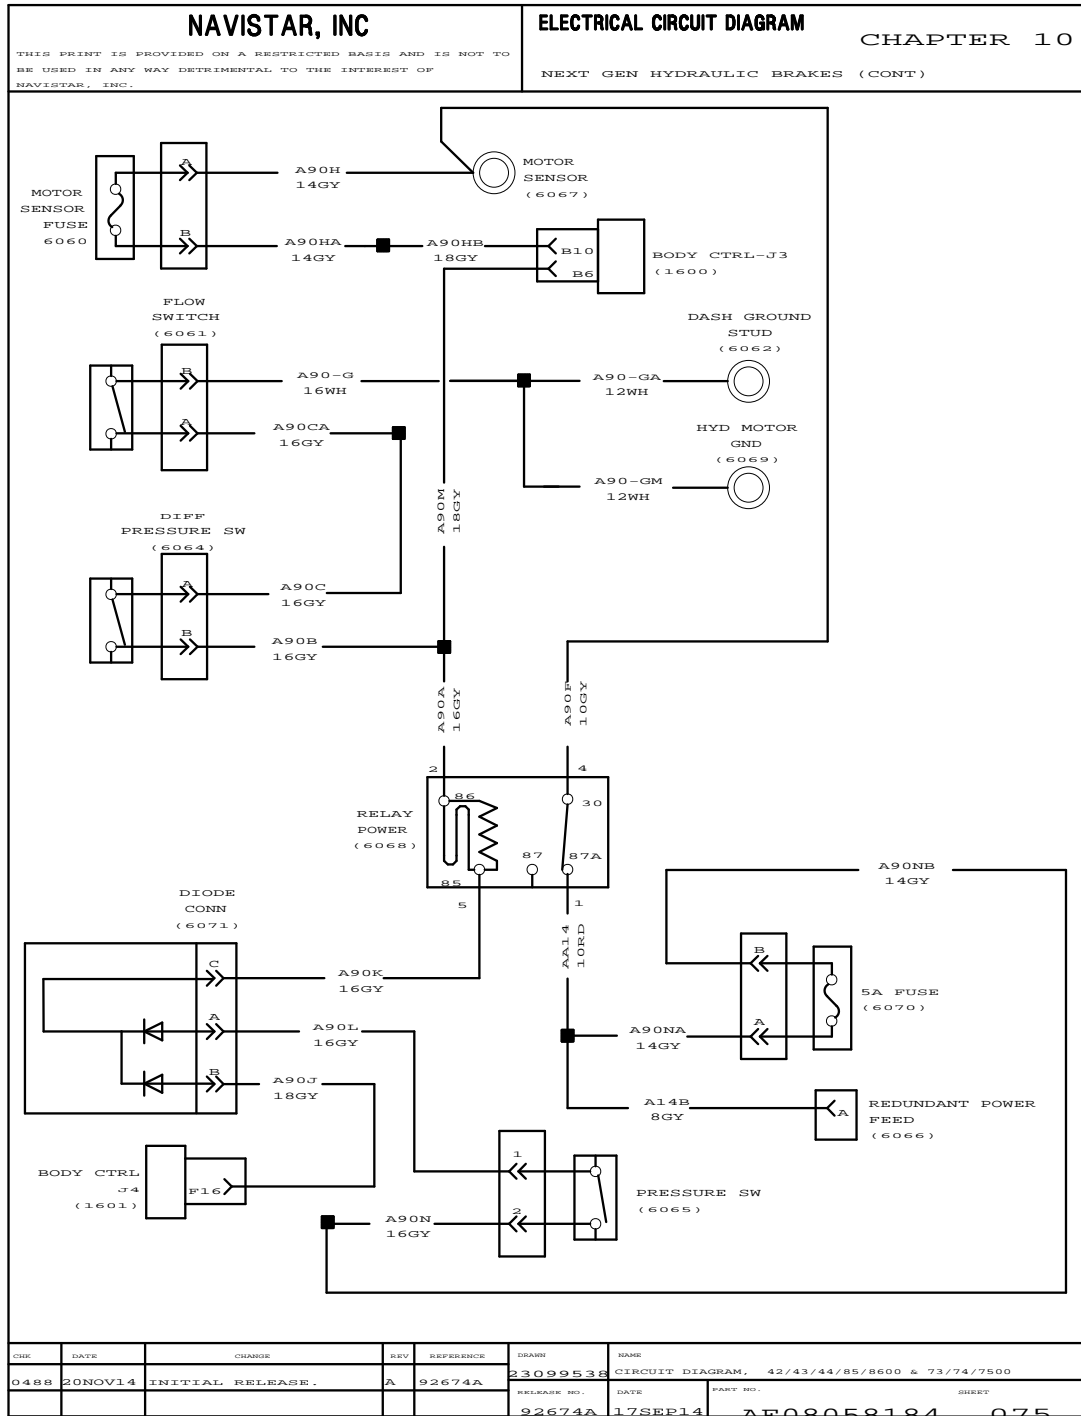 NAVISTAR, INC
THIS PRINT IS PROVIDED ON A RESTRICTED BASIS AND IS NOT TO
BE USED IN ANY WAY DETRIMENTAL TO THE INTEREST OF
NAVISTAR, INC.
ELECTRICAL CIRCUIT DIAGRAM
CHAPTER 10
NEXT GEN HYDRAULIC BRAKES (CONT)
MOTOR
SENSOR
FUSE
6060
A
B
A90H
14GY
A90HA
14GY
A90HB
18GY
MOTOR
SENSOR
(6067)
B10
B6
BODY CTRL-J3
(1600)
FLOW
SWITCH
(6061)
B
A
A90-G
16WH
A90CA
16GY
DASH GROUND
STUD
(6062)
A90-GA
12WH
HYD MOTOR
GND
(6069)
A90-GM
12WH
A90M
18GY
DIFF
PRESSURE SW
(6064)
A
B
A90C
16GY
A90B
16GY
A90A
16GY
A90F
10GY
2
4
RELAY
POWER
(6068)
86
30
87
87A
85
5
1
AA14
10RD
A90NB
14GY
DIODE
CONN
(6071)
C
A
B
A90K
16GY
A90L
16GY
A90J
18GY
B
A
5A FUSE
(6070)
A90NA
14GY
A14B
8GY
A
REDUNDANT POWER
FEED
(6066)
BODY CTRL
J4
(1601)
F16
1
2
A90N
16GY
PRESSURE SW
(6065)
CHK DATE CHANGE REV REFERENCE DRAWN NAME
0488 20NOV14 INITIAL RELEASE. A 92674A 23099538 CIRCUIT DIAGRAM, 42/43/44/85/8600 & 73/74/7500
RELEASE NO. DATE PART NO. SHEET
92674A 17SEP14 AE08058184 075